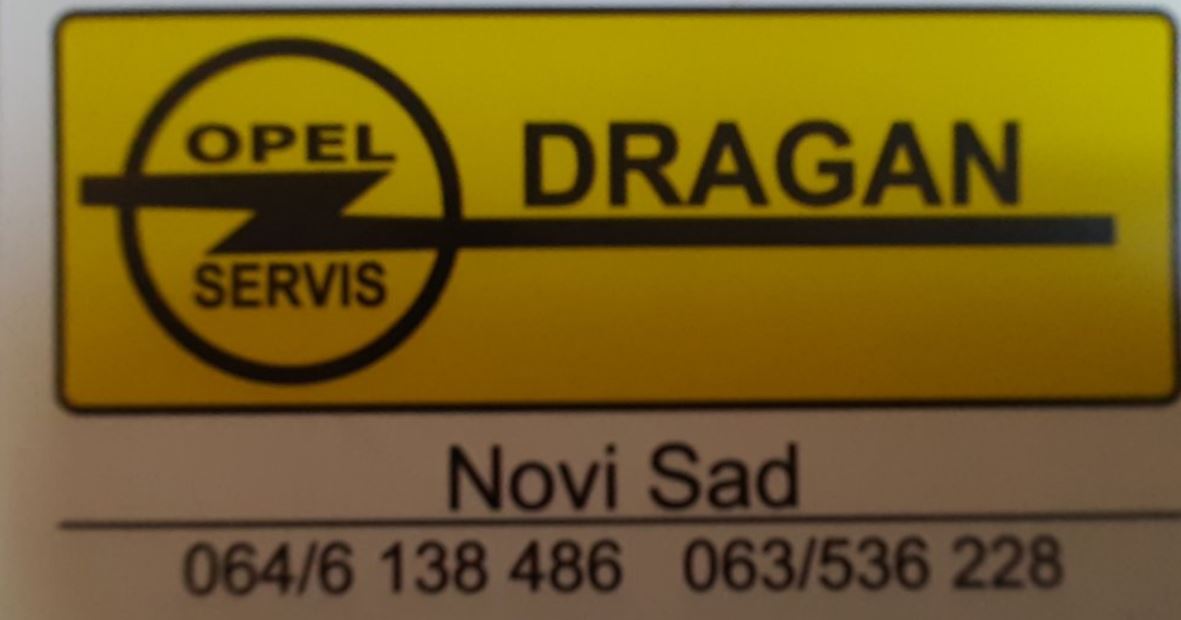 OPEL
SERVIS
DRAGAN
Novi Sad
064/6 138 486 063/536 228